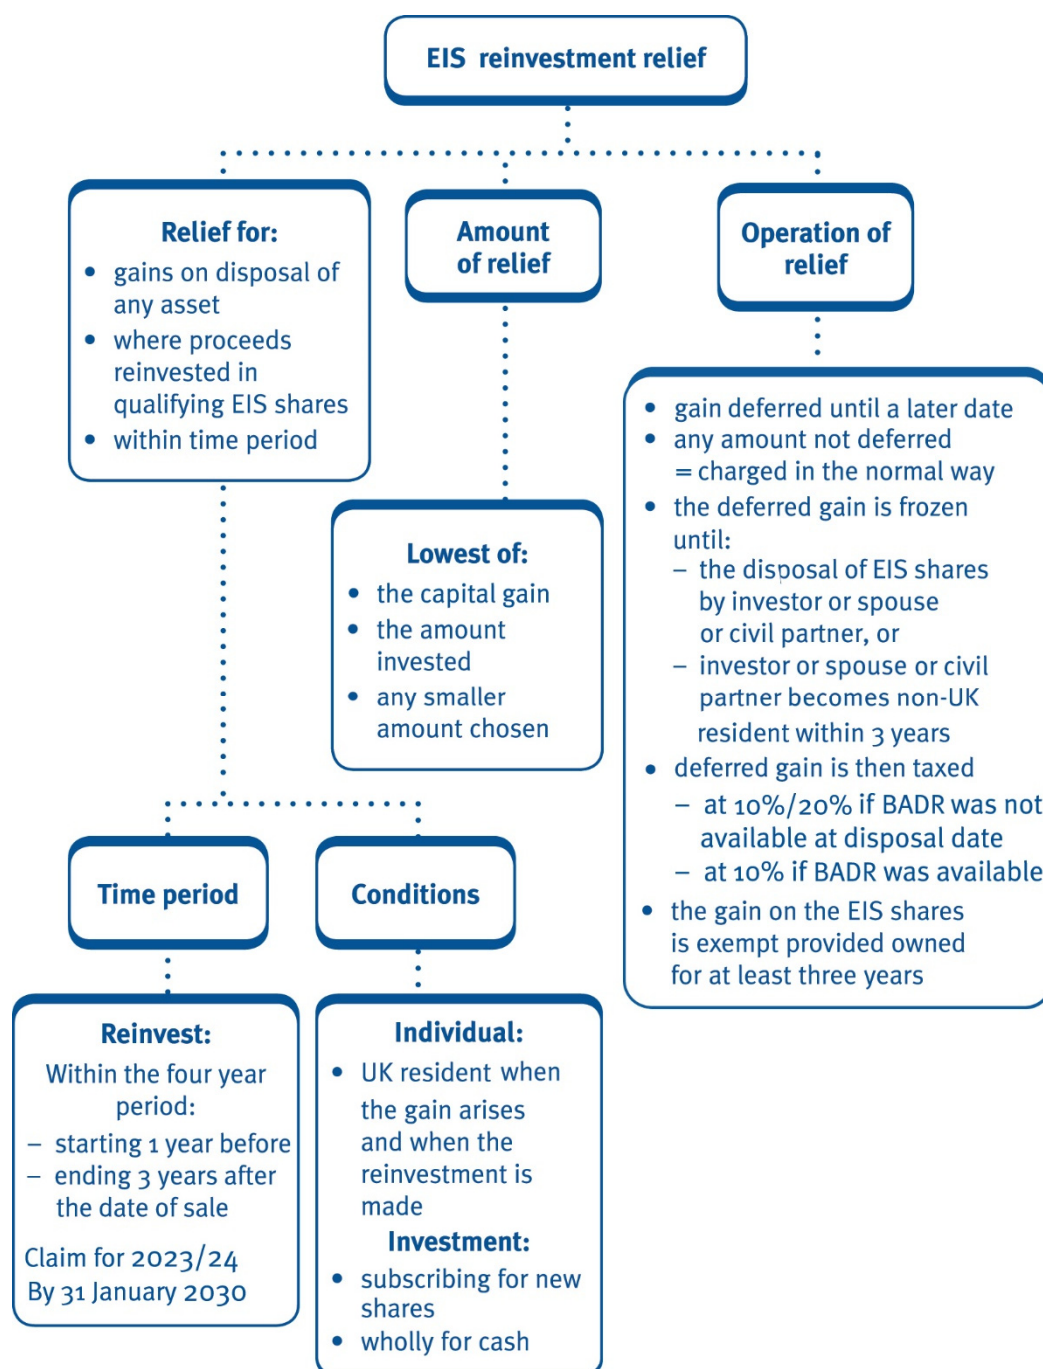 EIS reinvestment relief
Relief for:
• gains on disposal of
any asset
• where proceeds
reinvested in
qualifying EIS shares
• within time period
Amount
of relief
Operation of
relief
Lowest of:
• the capital gain
• the amount
invested
• any smaller
amount chosen
• gain deferred until a later date
• any amount not deferred
= charged in the normal way
• the deferred gain is frozen
until:
– the disposal of EIS shares
by investor or spouse
or civil partner, or
– investor or spouse or civil
partner becomes non-UK
resident within 3 years
• deferred gain is then taxed
– at 10%/20% if BADR was not
available at disposal date
– at 10% if BADR was available
• the gain on the EIS shares
is exempt provided owned
for at least three years
Time period
Conditions
Reinvest:
Within the four year
period:
– starting 1 year before
– ending 3 years after
the date of sale
Claim for 2023/24
By 31 January 2030
Individual:
• UK resident when
the gain arises
and when the
reinvestment is
made
Investment:
• subscribing for new
shares
• wholly for cash